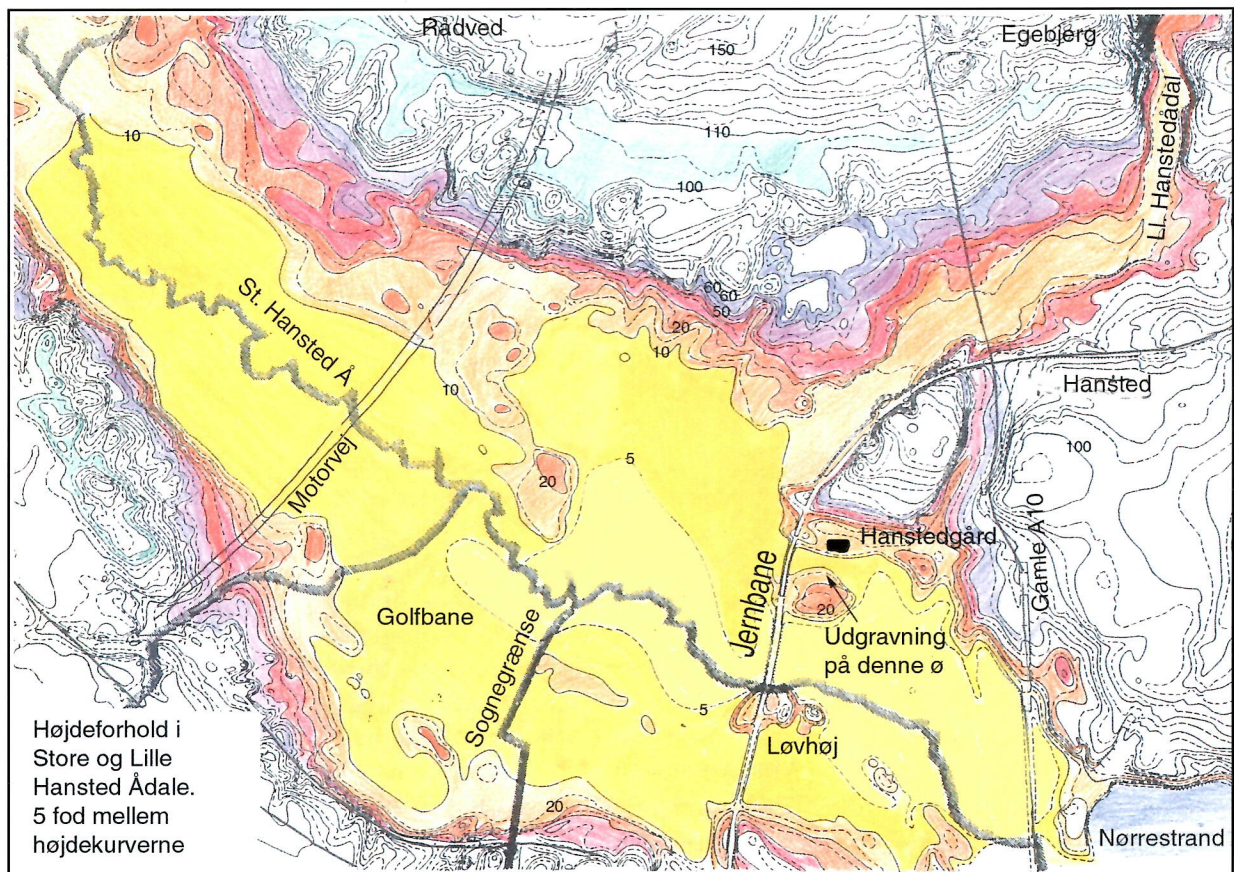 Rådved
Egebjerg
150
110
100
10
Ll. Hanstedådal
St. Hansted Å
60
60
50
20
10
10
Hansted
100
5
20
Motorvej
Hanstedgård
Gamle A10
Jernbane
20
Golfbane
Sognegrænse
Udgravning
på denne ø
5
Løvhøj
Højdeforhold i
Store og Lille
Hansted Ådale.
5 fod mellem
højdekurverne
20
Nørrestrand